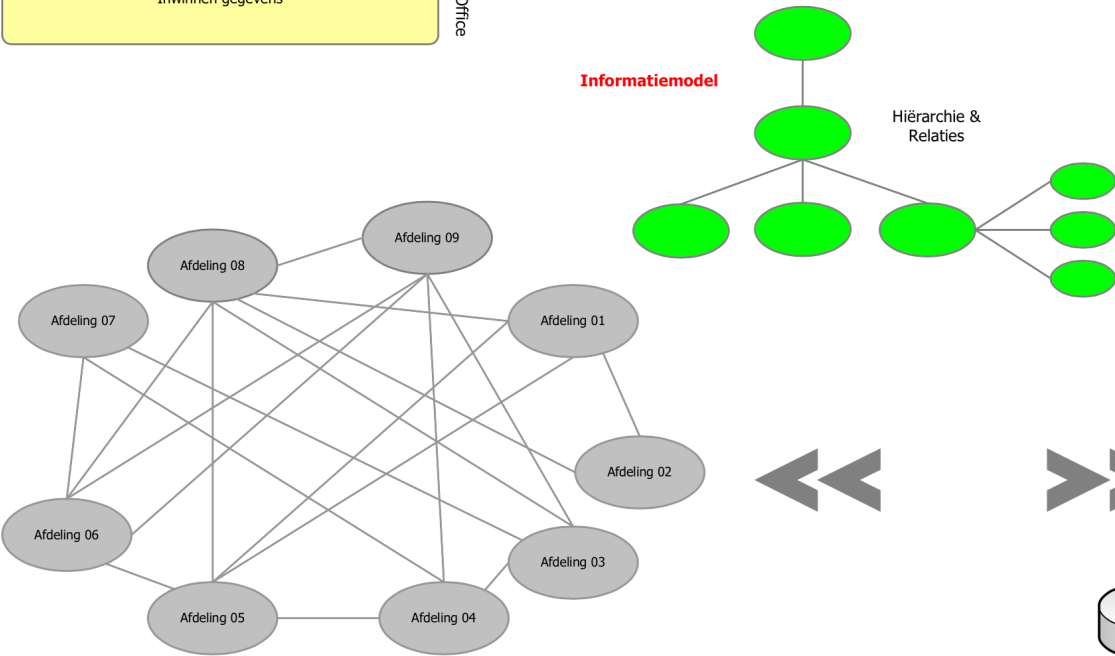 Inwinnen gegevens
Office
Informatiemodel
Hiërarchie &
Relaties
Afdeling 09
Afdeling 08
Afdeling 07
Afdeling 01
Afdeling 02
Afdeling 06
Afdeling 03
Afdeling 05
Afdeling 04